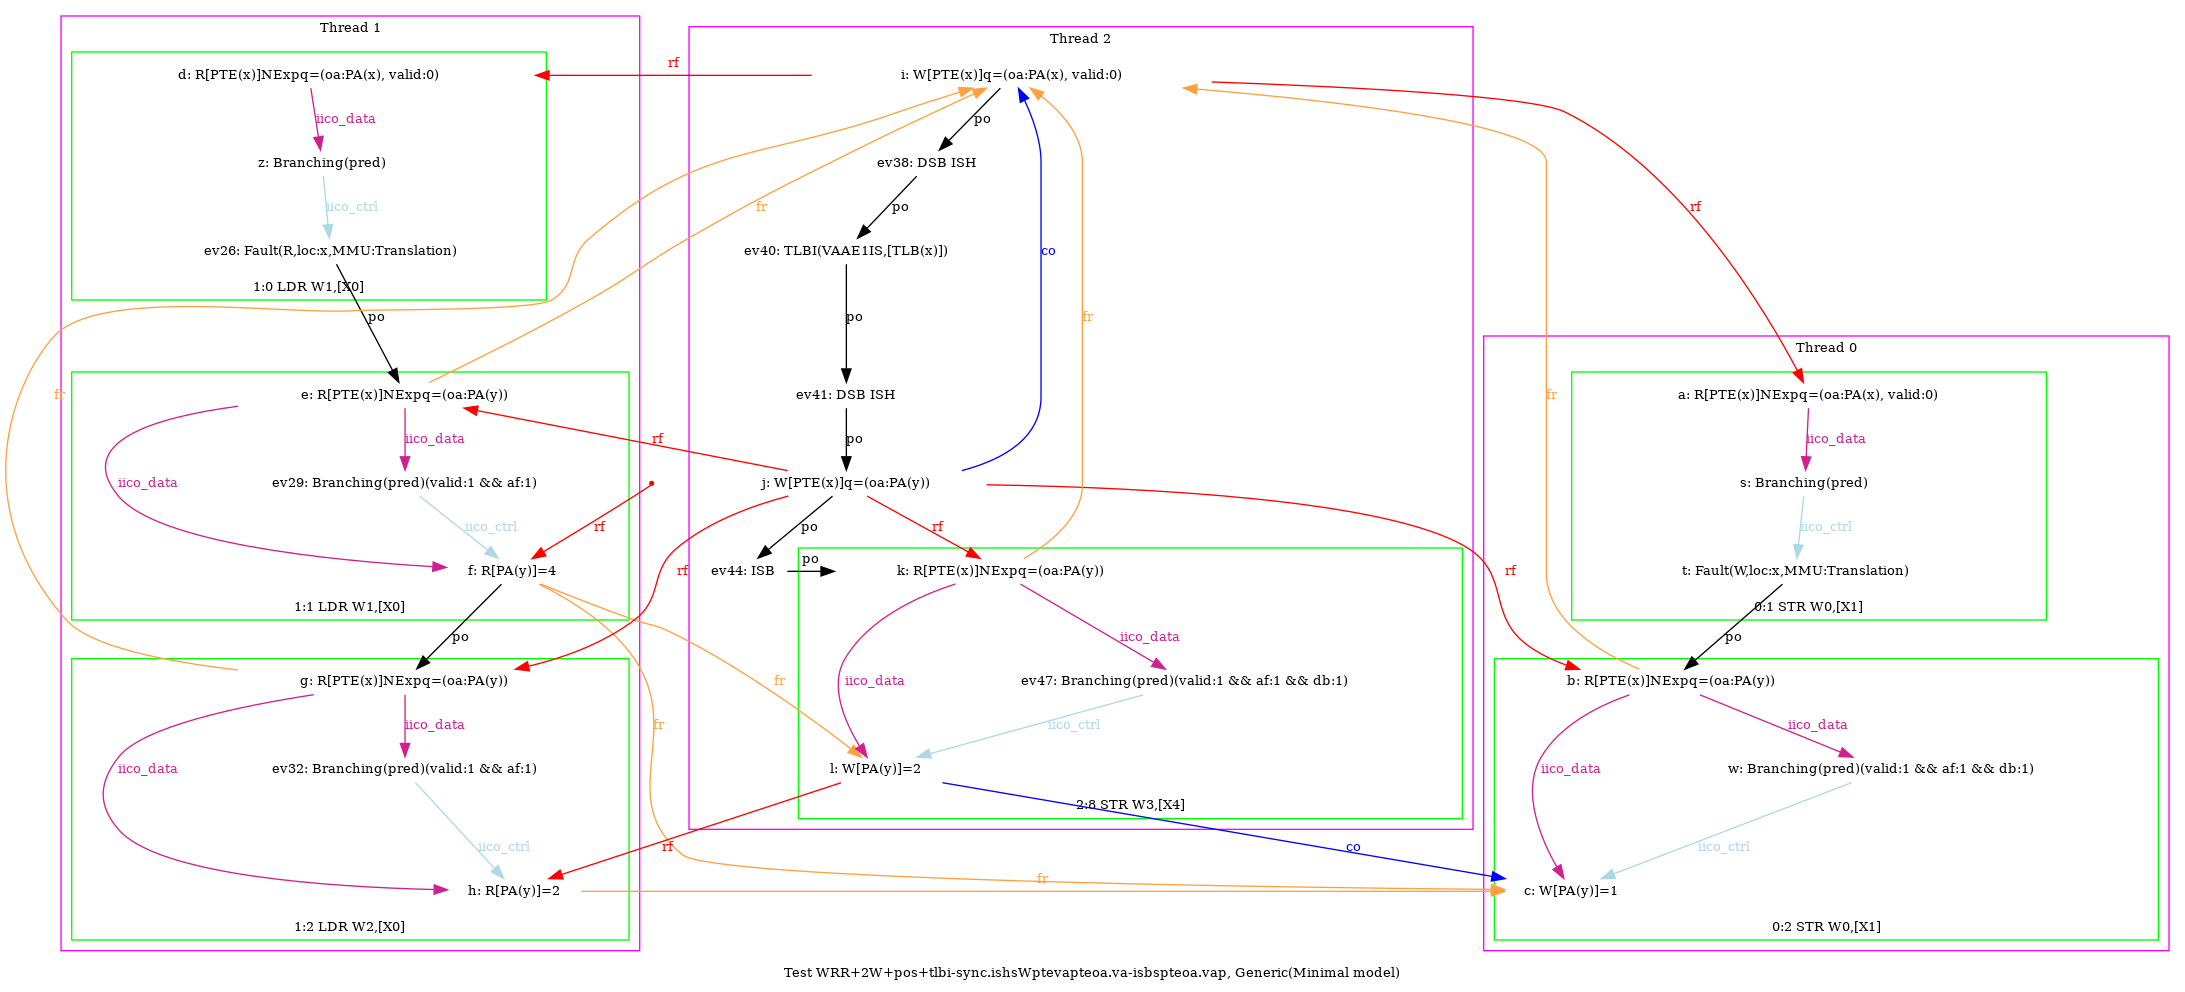 Thread 1
d: R[PTE(x)]NExpq=(oa:PA(x), valid:0)
iico_data
z: Branching(pred)
iico_ctrl
ev26: Fault(R,loc:x,MMU:Translation)
1:0 LDR W1,[X0]
po
e: R[PTE(x)]NExpq=(oa:PA(y))
iico_data
ev29: Branching(pred)(valid:1 && af:1)
iico_data
iico_ctrl
f: R[PA(y)]=4
1:1 LDR W1,[X0]
po
g: R[PTE(x)]NExpq=(oa:PA(y))
iico_data
ev32: Branching(pred)(valid:1 && af:1)
iico_data
iico_ctrl
h: R[PA(y)]=2
1:2 LDR W2,[X0]
Thread 2
i: W[PTE(x)]q=(oa:PA(x), valid:0)
po
ev38: DSB ISH
po
ev40: TLBI(VAAE1IS,[TLB(x)])
po
ev41: DSB ISH
po
j: W[PTE(x)]q=(oa:PA(y))
po
ev44: ISB
po
k: R[PTE(x)]NExpq=(oa:PA(y))
iico_data
iico_data
ev47: Branching(pred)(valid:1 && af:1 && db:1)
iico_ctrl
l: W[PA(y)]=2
2:8 STR W3,[X4]
Thread 0
a: R[PTE(x)]NExpq=(oa:PA(x), valid:0)
iico_data
s: Branching(pred)
iico_ctrl
t: Fault(W,loc:x,MMU:Translation)
0:1 STR W0,[X1]
po
b: R[PTE(x)]NExpq=(oa:PA(y))
iico_data
iico_data
w: Branching(pred)(valid:1 && af:1 && db:1)
iico_ctrl
c: W[PA(y)]=1
0:2 STR W0,[X1]
rf
rf
fr
co
fr
fr
fr
rf
rf
rf
rf
rf
fr
fr
rf
co
fr
Test WRR+2W+pos+tlbi-sync.ishsWptevapteoa.va-isbspteoa.vap, Generic(Minimal model)